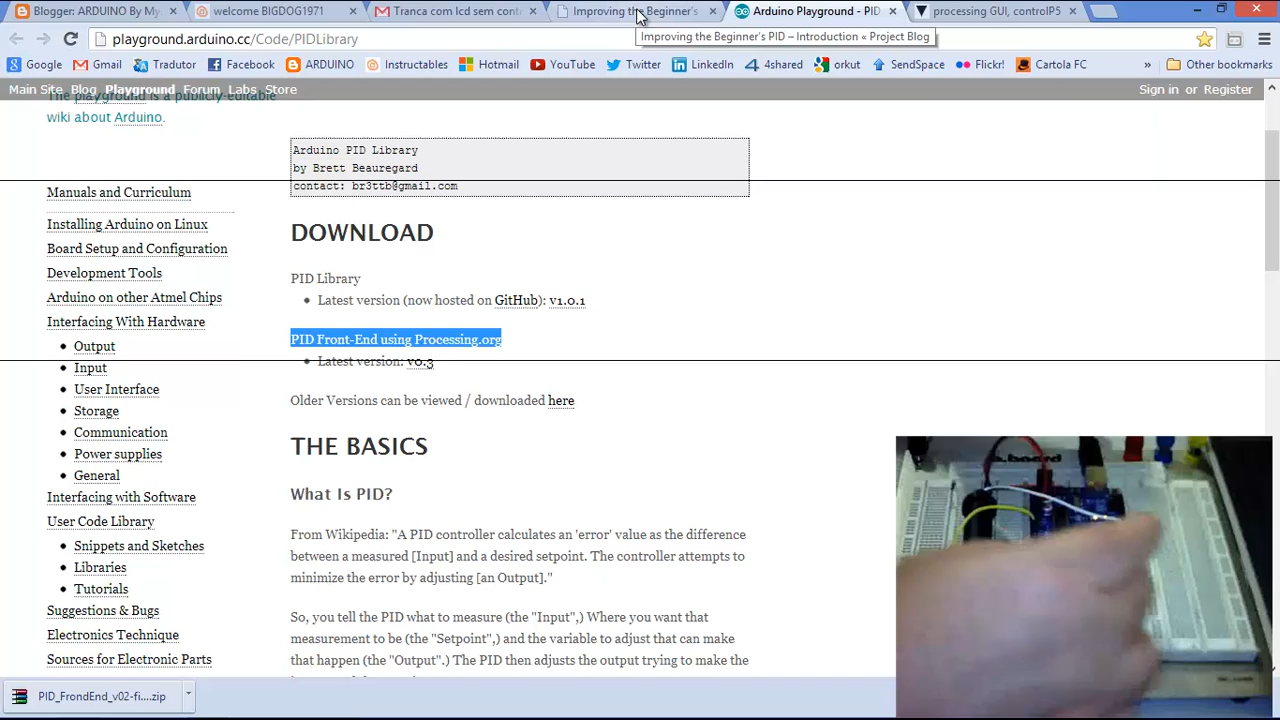 Blogger: ARDUINO By My
welcome BIGDOG1971
Tranca com lcd sem cont
Improving the Beginner's
Arduino Playground - PID
processing GUI, controlP5
playground.arduino.cc/Code/PIDLibrary
Improving the Beginner's PID – Introduction « Project Blog
Google
Gmail
Tradutor
Facebook
ARDUINO
Instructables
Hotmail
YouTube
Twitter
LinkedIn
4shared
orkut
SendSpace
Flickr!
Cartola FC
»
Other bookmarks
Main Site Blog Playground Forum Labs Store
Sign in or Register
The playground is a publicly-editable
wiki about Arduino.
Manuals and Curriculum
Installing Arduino on Linux
Board Setup and Configuration
Development Tools
Arduino on other Atmel Chips
Interfacing With Hardware
Output
Input
User Interface
Storage
Communication
Power supplies
General
Interfacing with Software
User Code Library
Snippets and Sketches
Libraries
Tutorials
Suggestions & Bugs
Electronics Technique
Sources for Electronic Parts
Arduino PID Library
by Brett Beauregard
contact: br3ttb@gmail.com
DOWNLOAD
PID Library
Latest version (now hosted on GitHub): v1.0.1
PID Front-End using Processing.org
Latest version: v0.3
Older Versions can be viewed / downloaded here
THE BASICS
What Is PID?
From Wikipedia: "A PID controller calculates an 'error' value as the difference
between a measured [Input] and a desired setpoint. The controller attempts to
minimize the error by adjusting [an Output]."
So, you tell the PID what to measure (the "Input",) Where you want that
measurement to be (the "Setpoint",) and the variable to adjust that can make
that happen (the "Output".) The PID then adjusts the output trying to make the
PID_FrondEnd_v02-fi....zip